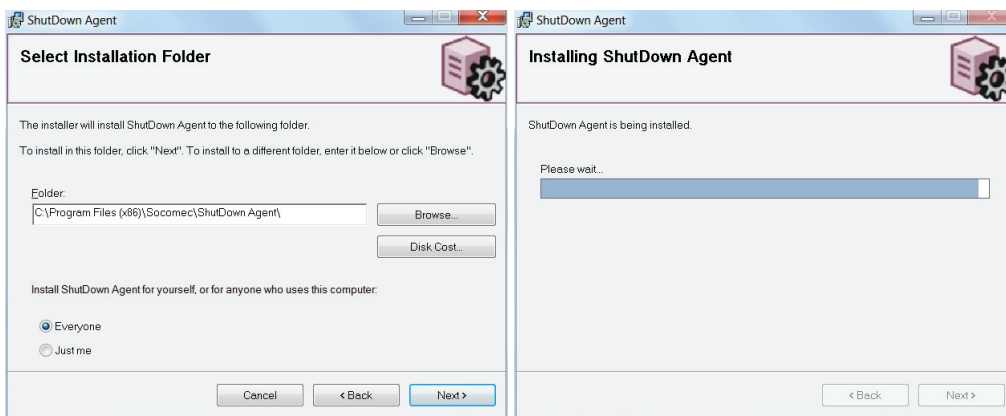 ShutDown Agent
Select Installation Folder
The installer will install ShutDown Agent to the following folder.
To install in this folder, click "Next". To install to a different folder, enter it below or click "Browse".
Folder:
C:\Program Files (x86)\Socomec\ShutDown Agent\
Browse...
Disk Cost...
Install ShutDown Agent for yourself, or for anyone who uses this computer:
Everyone
Just me
Cancel
< Back
Next >
ShutDown Agent
Installing ShutDown Agent
ShutDown Agent is being installed.
Please wait...
< Back
Next >